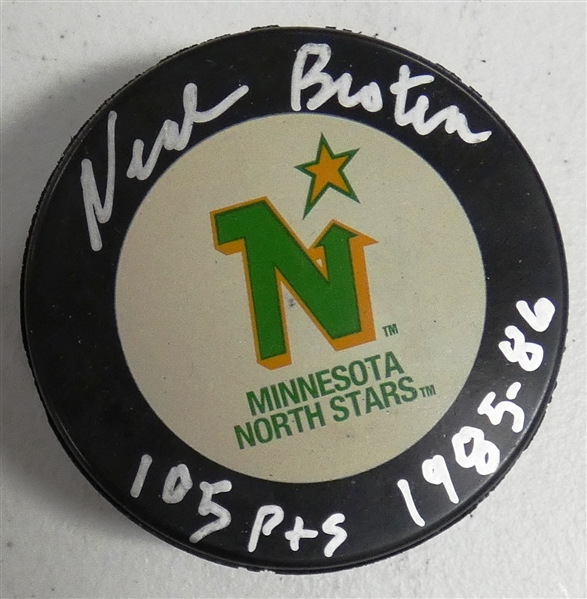 Neal Broten
N
TM
MINNESOTA
NORTH STARS TM
105 Pts 1985-86